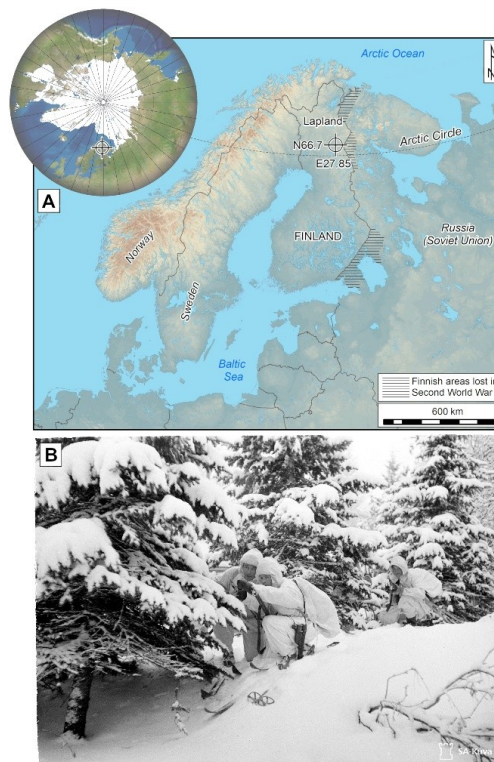 Arctic Ocean
Lapland
N66.7
Arctic Circle
E27.85
A
FINLAND
Russia
(Soviet Union)
Norway
Sweden
Baltic
Sea
Finnish areas lost in
Second World War
600 km
B
SA-kuva